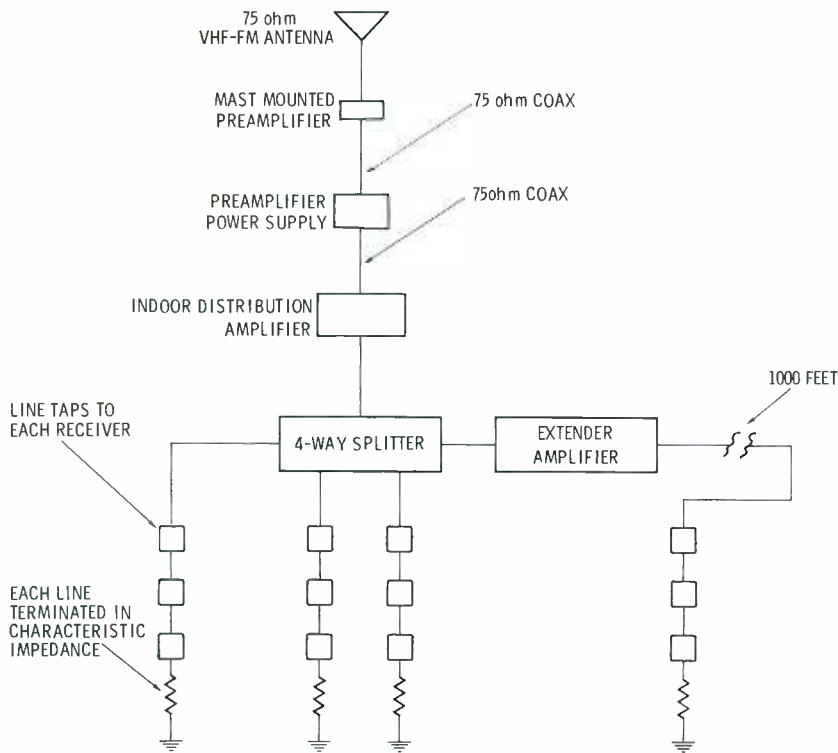 75 ohm
VHF-FM ANTENNA
MAST MOUNTED
PREAMPLIFIER
75 ohm COAX
PREAMPLIFIER
POWER SUPPLY
75ohm COAX
INDOOR DISTRIBUTION
AMPLIFIER
1000 FEET
LINE TAPS TO
EACH RECEIVER
4-WAY SPLITTER
EXTENDER
AMPLIFIER
EACH LINE
TERMINATED IN
CHARACTERISTIC
IMPEDANCE